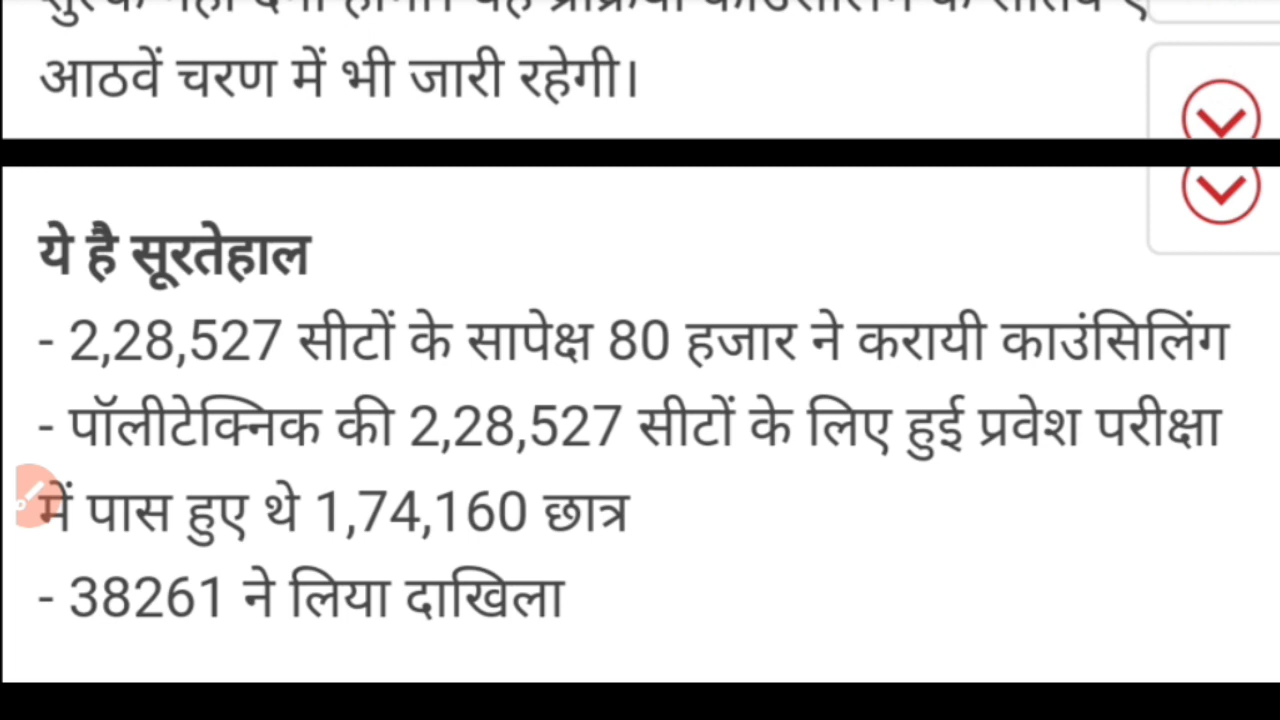 आठवें चरण में भी जारी रहेगी।
ये है सूरतेहाल
- 2,28,527 सीटों के सापेक्ष 80 हजार ने करायी काउंसिलिंग
- पॉलीटेक्निक की 2,28,527 सीटों के लिए हुई प्रवेश परीक्षा
में पास हुए थे 1,74,160 छात्र
- 38261 ने लिया दाखिला